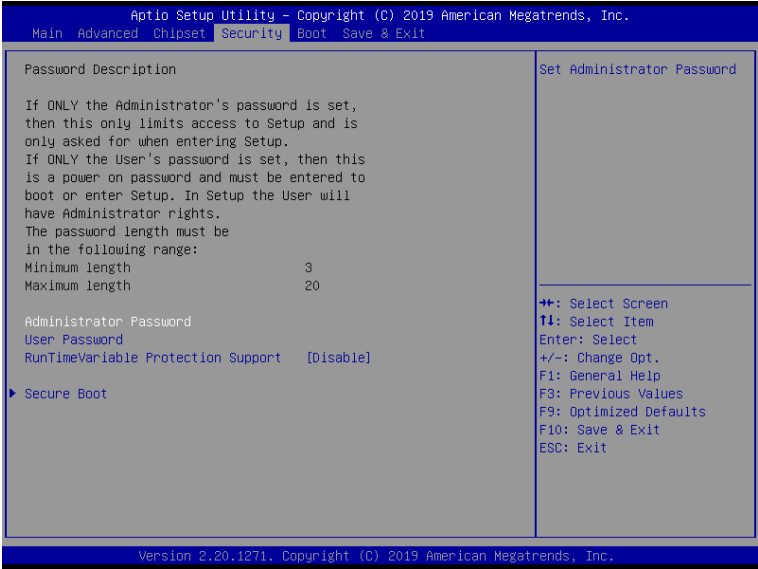 Aptio Setup Utility – Copyright (C) 2019 American Megatrends, Inc.
Main Advanced Chipset Security Boot Save & Exit
Password Description
If ONLY the Administrator's password is set,
then this only limits access to Setup and is
only asked for when entering Setup.
If ONLY the User's password is set, then this
is a power on password and must be entered to
boot or enter Setup. In Setup the User will
have Administrator rights.
The password length must be
in the following range:
Minimum length 3
Maximum length 20
Administrator Password
User Password
RunTimeVariable Protection Support [Disable]
Secure Boot
Set Administrator Password
→←: Select Screen
↑↓: Select Item
Enter: Select
+/-: Change Opt.
F1: General Help
F3: Previous Values
F9: Optimized Defaults
F10: Save & Exit
ESC: Exit
Version 2.20.1271. Copyright (C) 2019 American Megatrends, Inc.